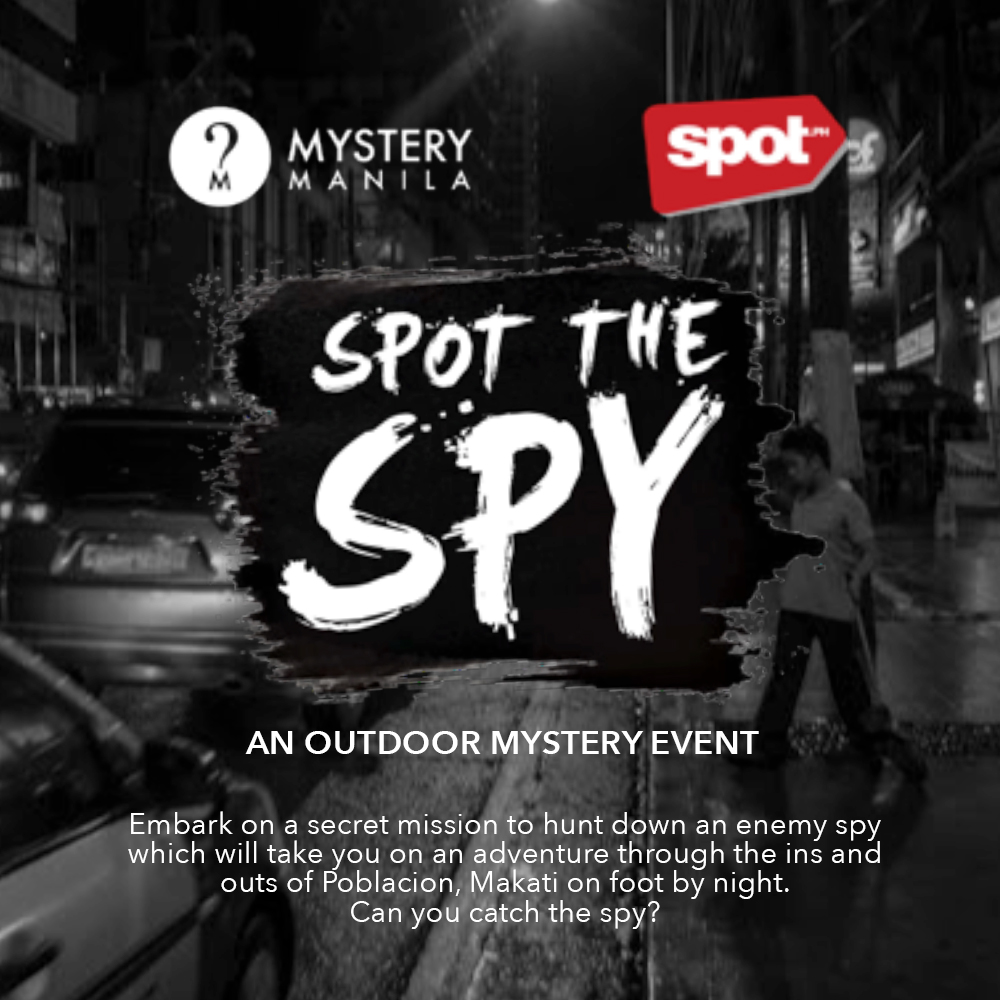 ?
M
MYSTERY
MANILA
spot.PH
SPOT THE
SPY
AN OUTDOOR MYSTERY EVENT
Embark on a secret mission to hunt down an enemy spy
which will take you on an adventure through the ins and
outs of Poblacion, Makati on foot by night.
Can you catch the spy?